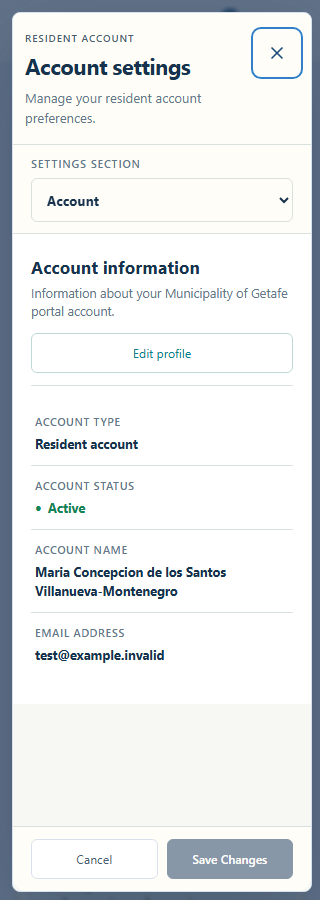 RESIDENT ACCOUNT
Account settings
Manage your resident account
preferences.
SETTINGS SECTION
Account
Account information
Information about your Municipality of Getafe
portal account.
Edit profile
ACCOUNT TYPE
Resident account
ACCOUNT STATUS
• Active
ACCOUNT NAME
Maria Concepcion de los Santos
Villanueva-Montenegro
EMAIL ADDRESS
test@example.invalid
Cancel
Save Changes